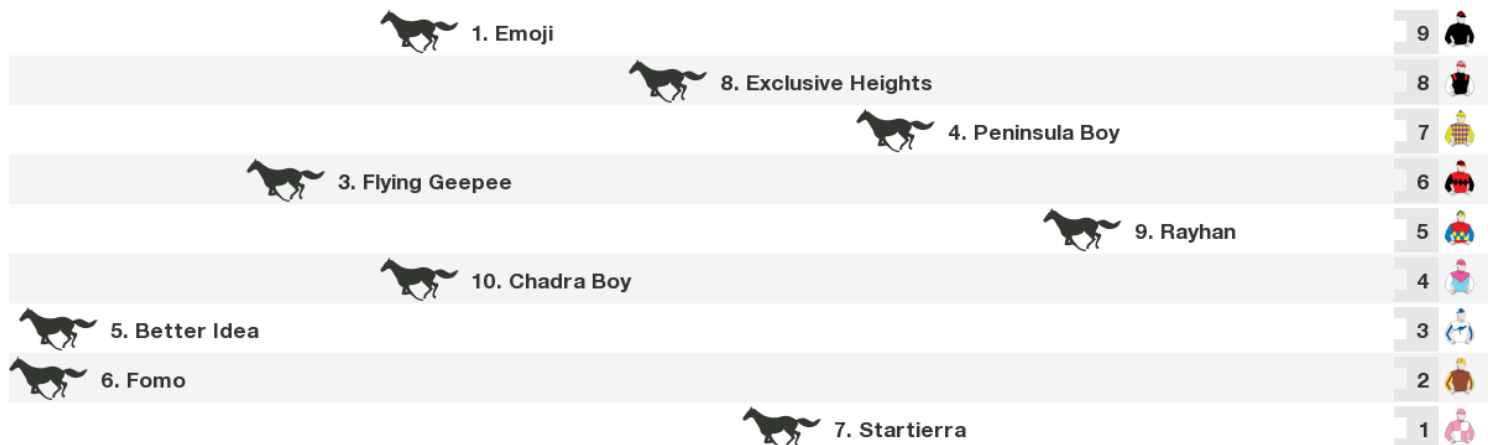 1. Emoji 9
8. Exclusive Heights 8
4. Peninsula Boy 7
3. Flying Geepee 6
9. Rayhan 5
10. Chadra Boy 4
5. Better Idea 3
6. Fomo 2
7. Startierra 1